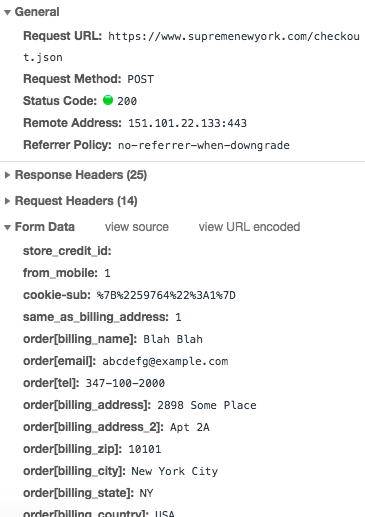 General
Request URL: https://www.supremenewyork.com/checkou
t.json
Request Method: POST
Status Code: 200
Remote Address: 151.101.22.133:443
Referrer Policy: no-referrer-when-downgrade
Response Headers (25)
Request Headers (14)
Form Data view source view URL encoded
store_credit_id:
from_mobile: 1
cookie-sub: %7B%2259764%22%3A1%7D
same_as_billing_address: 1
order[billing_name]: Blah Blah
order[email]: abcdefg@example.com
order[tel]: 347-100-2000
order[billing_address]: 2898 Some Place
order[billing_address_2]: Apt 2A
order[billing_zip]: 10101
order[billing_city]: New York City
order[billing_state]: NY
order[billing_country]: USA